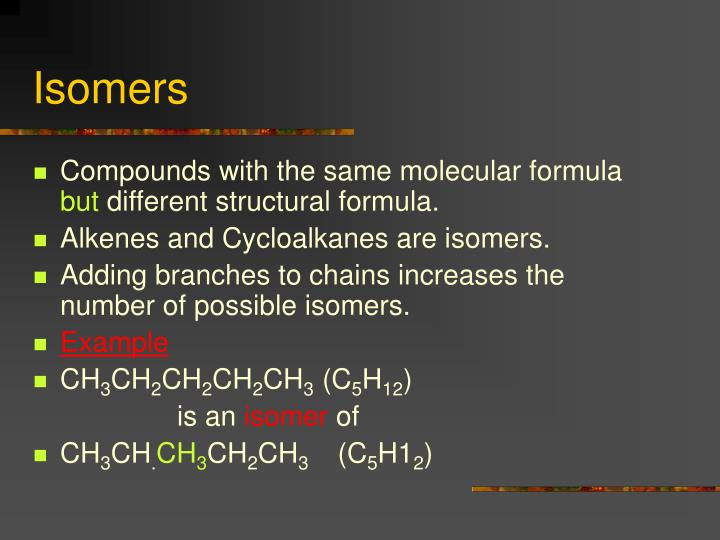 Isomers
Compounds with the same molecular formula
but different structural formula.
Alkenes and Cycloalkanes are isomers.
Adding branches to chains increases the
number of possible isomers.
Example
CH₃CH₂CH₂CH₂CH₃ (C₅H₁₂)
is an isomer of
CH₃CH.CH₃CH₂CH₃ (C₅H1₂)